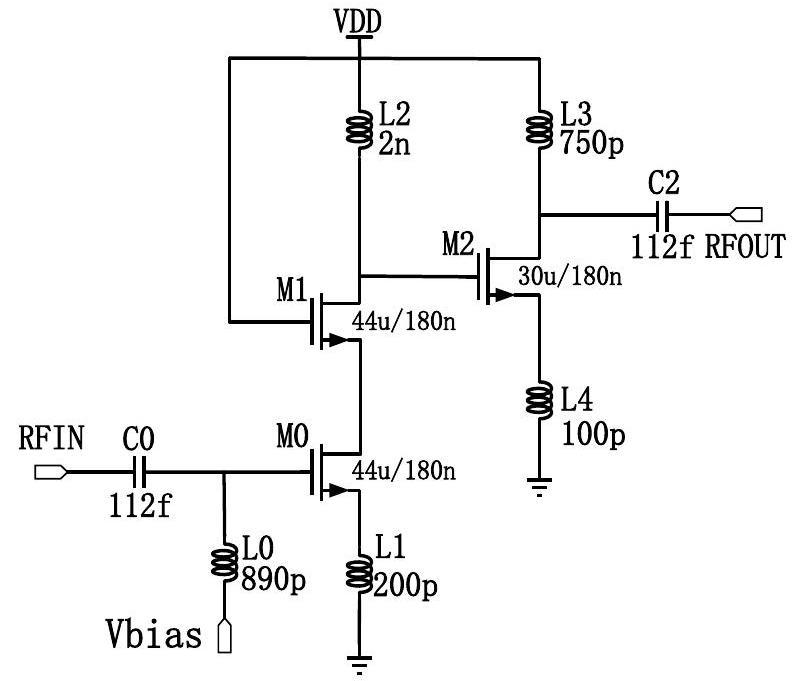 VDD
L2
2n
L3
750p
C2
112f
RFOUT
M2
30u/180n
M1
44u/180n
L4
100p
RFIN
C0
112f
M0
44u/180n
L0
890p
L1
200p
Vbias